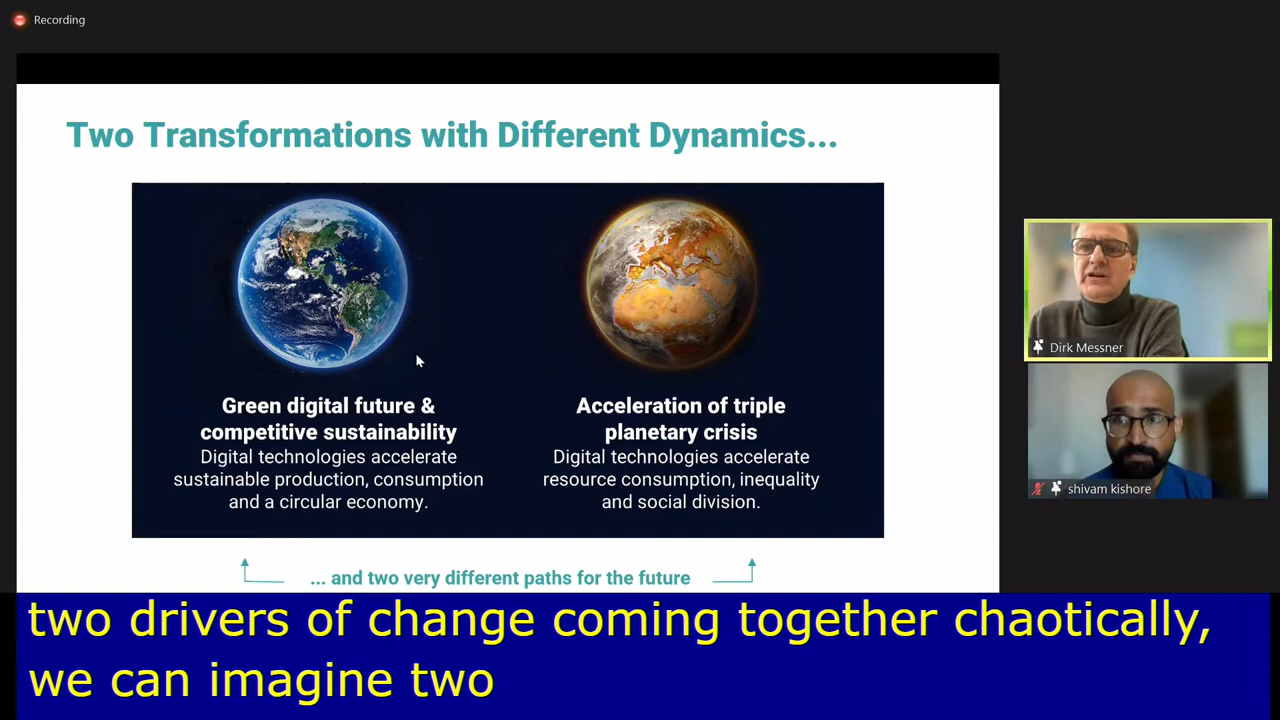 Recording
Two Transformations with Different Dynamics...
Green digital future &
competitive sustainability
Digital technologies accelerate
sustainable production, consumption
and a circular economy.
Acceleration of triple
planetary crisis
Digital technologies accelerate
resource consumption, inequality
and social division.
... and two very different paths for the future
Dirk Messner
shivam kishore
two drivers of change coming together chaotically,
we can imagine two